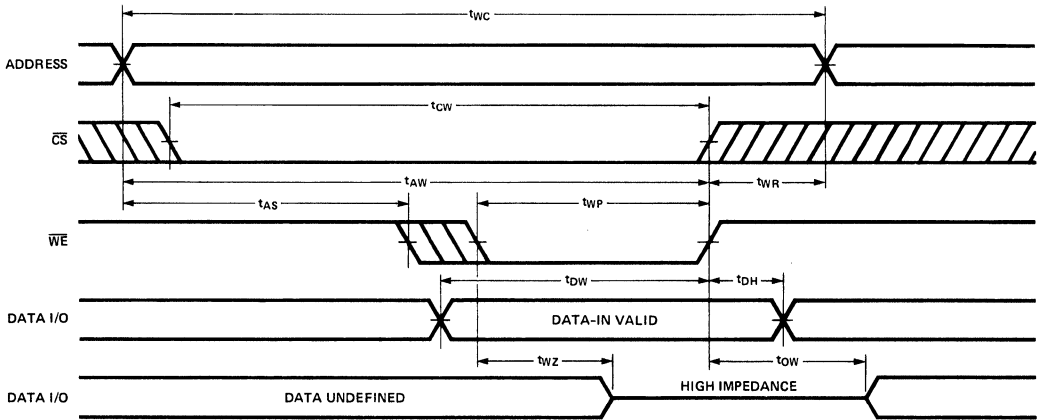 tWC
ADDRESS
tCW
CS
tAW
tWR
tAS
tWP
WE
tDW
tDH
DATA I/O
DATA-IN VALID
tWZ
tOW
HIGH IMPEDANCE
DATA I/O
DATA UNDEFINED